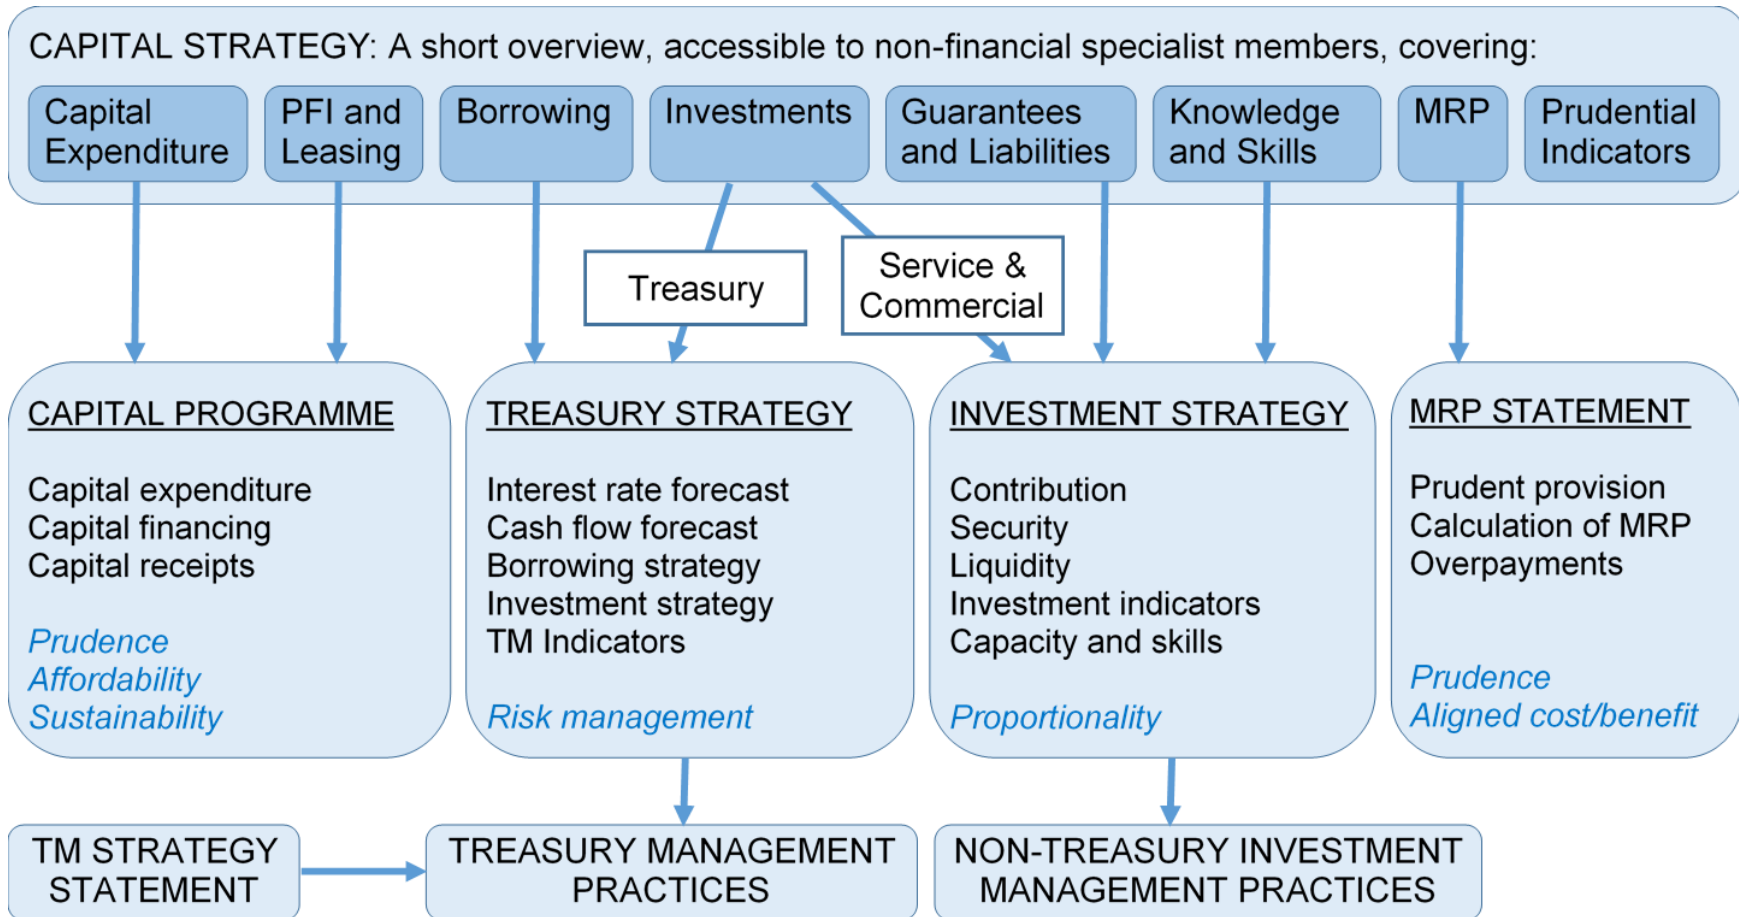 CAPITAL STRATEGY: A short overview, accessible to non-financial specialist members, covering:
Capital
Expenditure
PFI and
Leasing
Borrowing
Investments
Guarantees
and Liabilities
Knowledge
and Skills
MRP
Prudential
Indicators
Treasury
Service &
Commercial
CAPITAL PROGRAMME
Capital expenditure
Capital financing
Capital receipts
Prudence
Affordability
Sustainability
TREASURY STRATEGY
Interest rate forecast
Cash flow forecast
Borrowing strategy
Investment strategy
TM Indicators
Risk management
INVESTMENT STRATEGY
Contribution
Security
Liquidity
Investment indicators
Capacity and skills
Proportionality
MRP STATEMENT
Prudent provision
Calculation of MRP
Overpayments
Prudence
Aligned cost/benefit
TM STRATEGY
STATEMENT
TREASURY MANAGEMENT
PRACTICES
NON-TREASURY INVESTMENT
MANAGEMENT PRACTICES